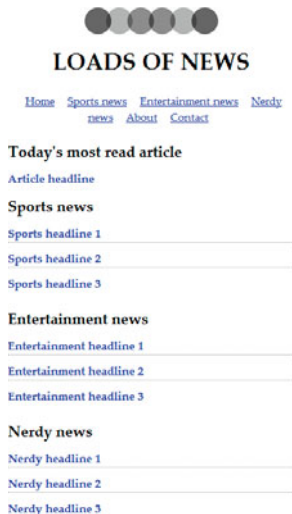 LOADS OF NEWS
Home Sports news Entertainment news Nerdy
news About Contact
Today's most read article
Article headline
Sports news
Sports headline 1
Sports headline 2
Sports headline 3
Entertainment news
Entertainment headline 1
Entertainment headline 2
Entertainment headline 3
Nerdy news
Nerdy headline 1
Nerdy headline 2
Nerdy headline 3